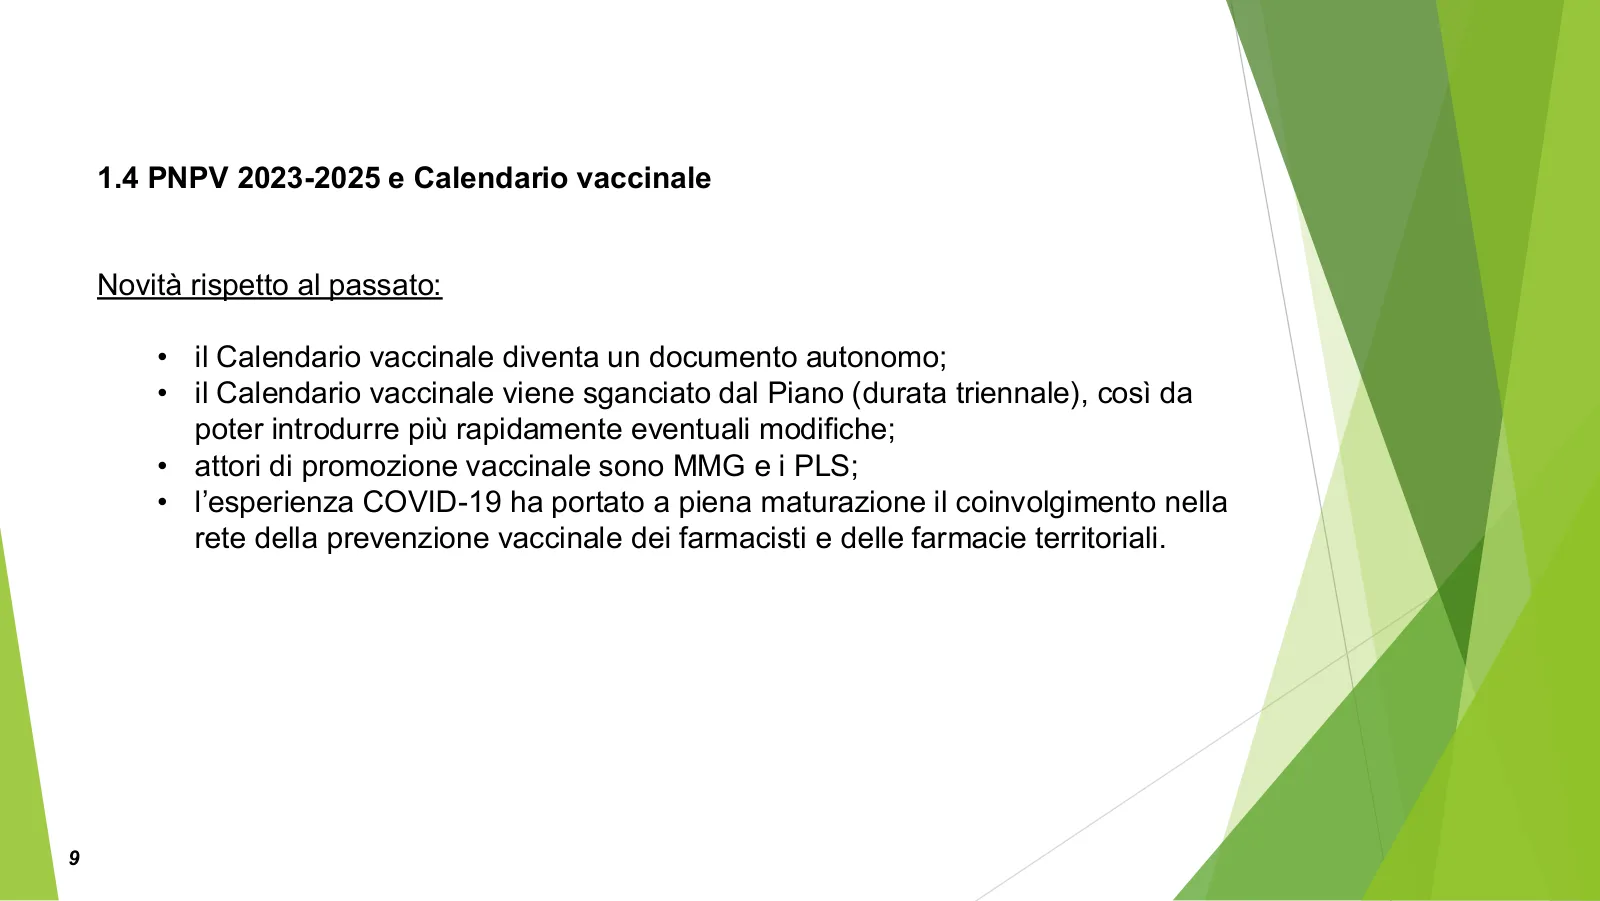 1.4 PNPV 2023-2025 e Calendario vaccinale
Novità rispetto al passato:
• il Calendario vaccinale diventa un documento autonomo;
• il Calendario vaccinale viene sganciato dal Piano (durata triennale), così da
poter introdurre più rapidamente eventuali modifiche;
• attori di promozione vaccinale sono MMG e i PLS;
• l’esperienza COVID-19 ha portato a piena maturazione il coinvolgimento nella
rete della prevenzione vaccinale dei farmacisti e delle farmacie territoriali.
9